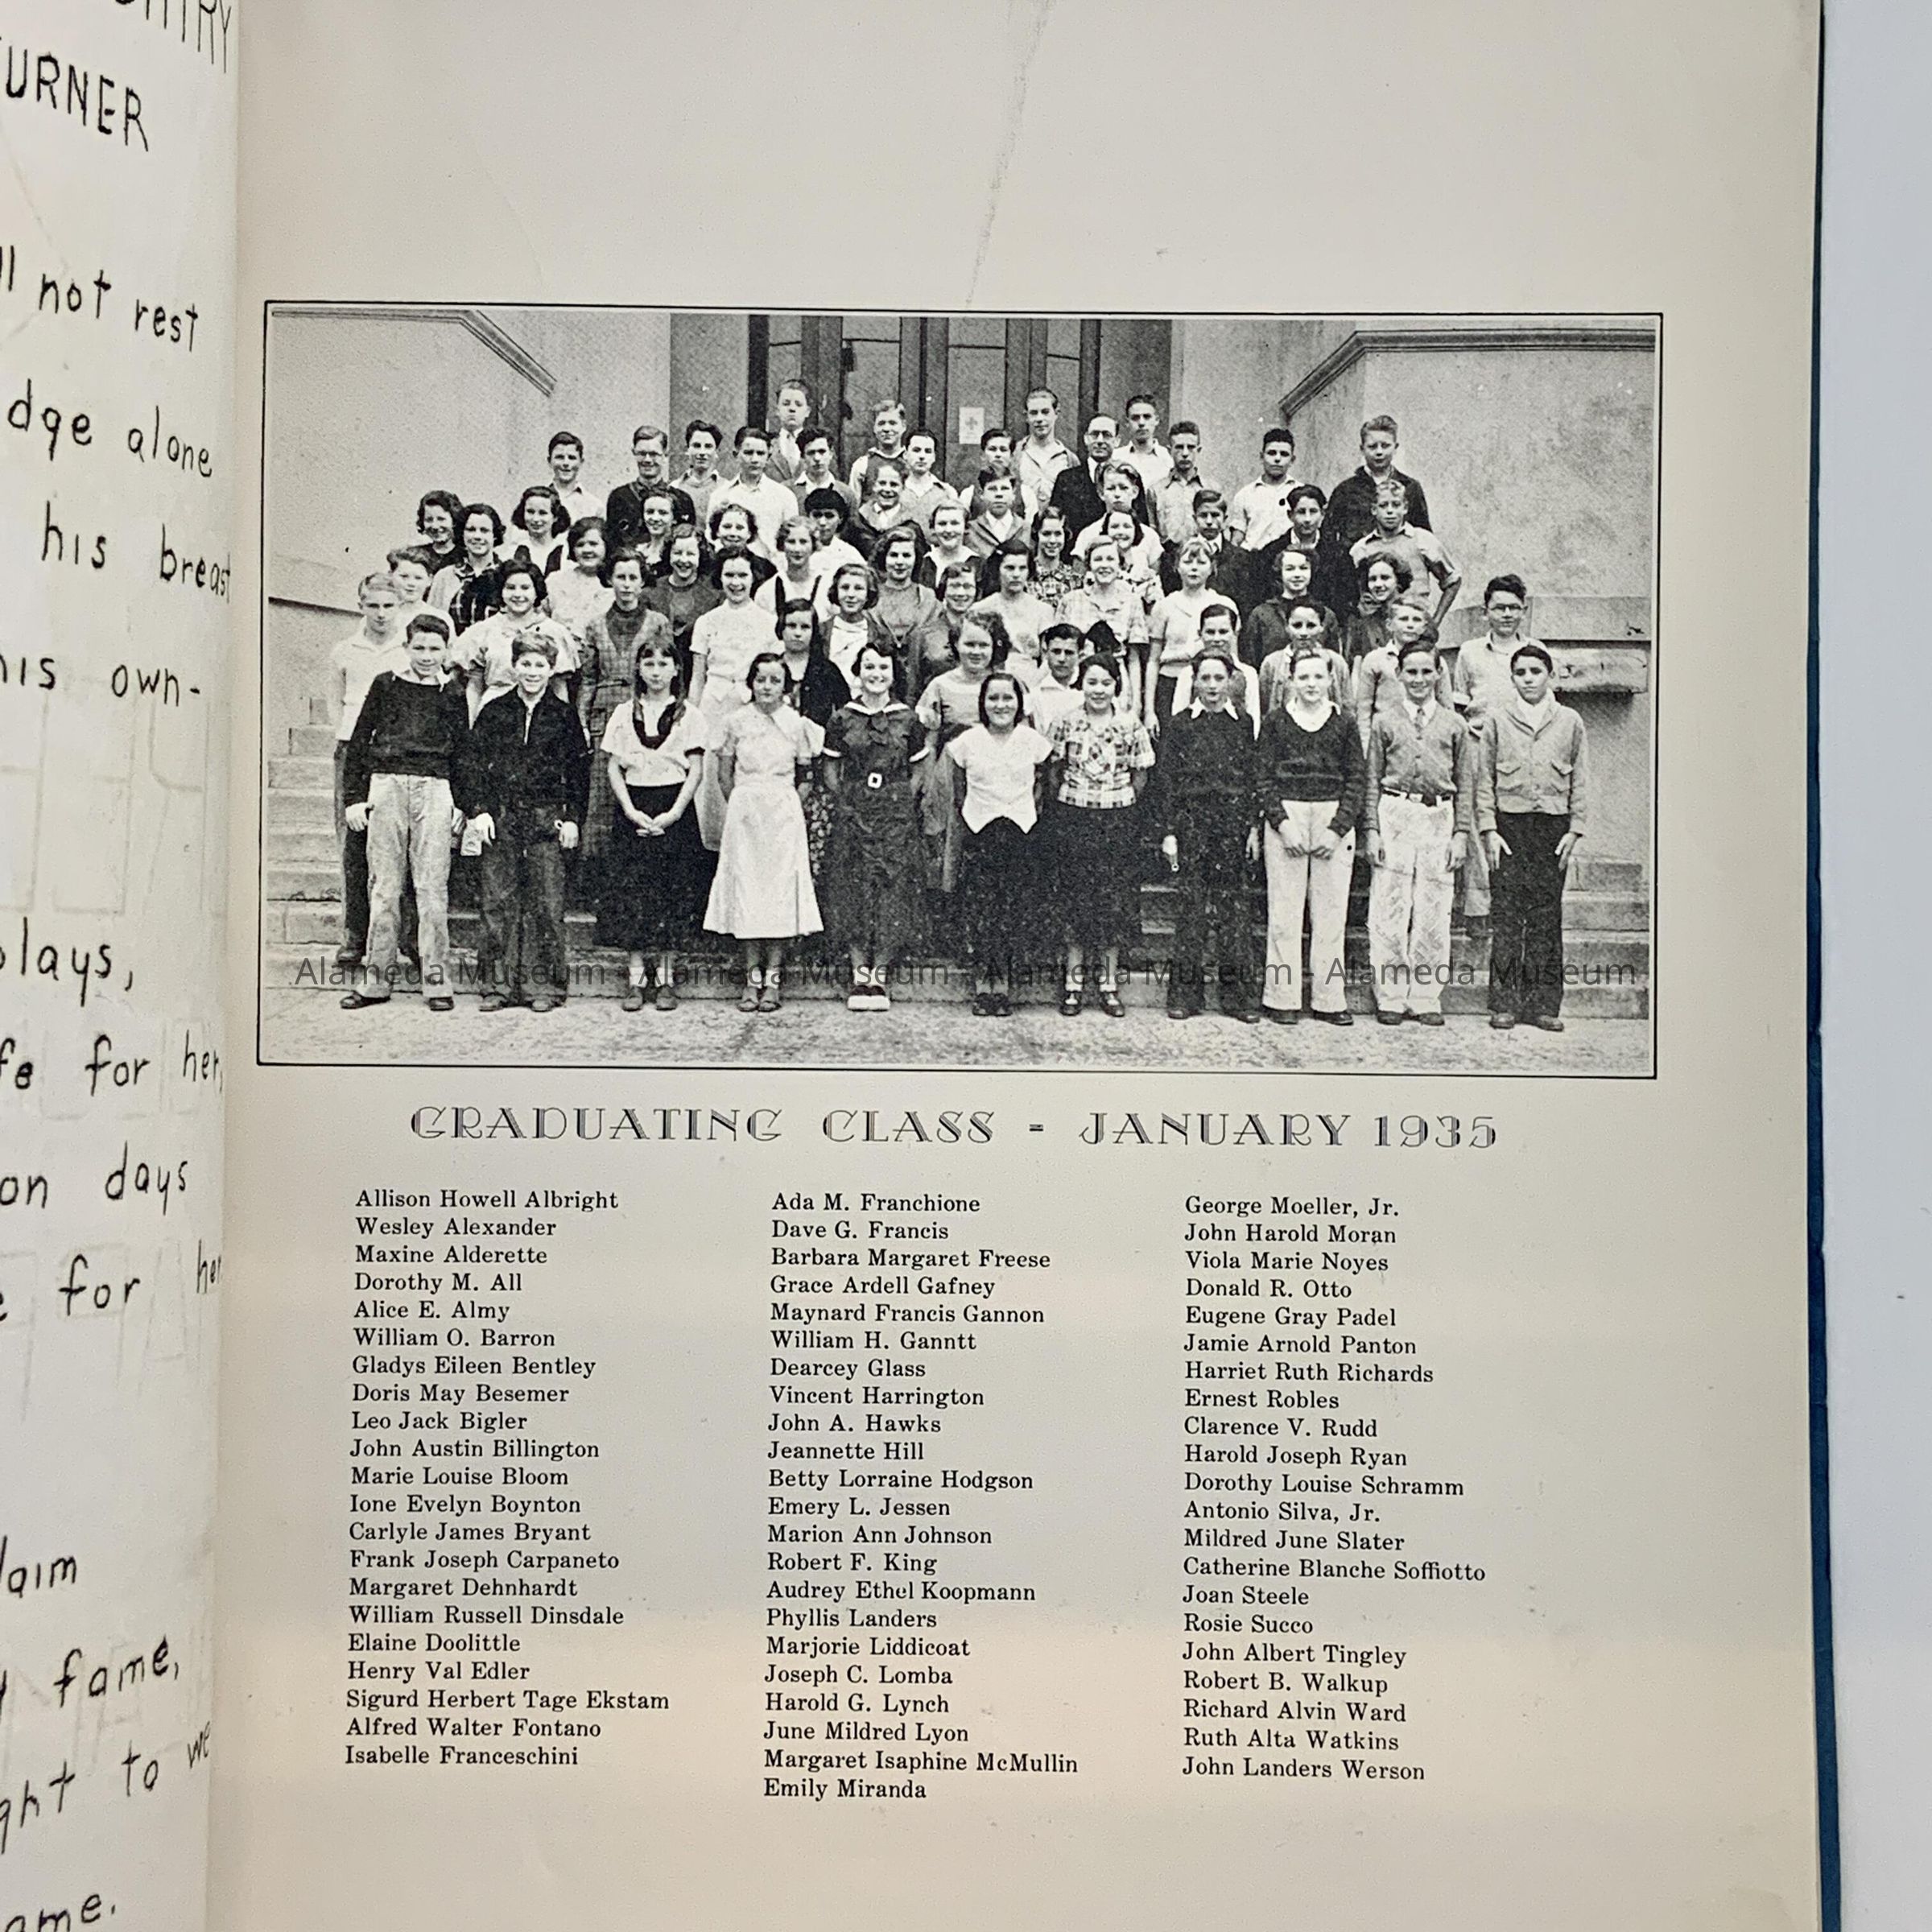 URNER
not rest
alone
his breast
own-
for her,
on days
for her
fame,
to we
Alameda Museum - Alameda Museum - Alameda Museum - Alameda Museum
GRADUATING CLASS - JANUARY 1935
Allison Howell Albright
Wesley Alexander
Maxine Alderette
Dorothy M. All
Alice E. Almy
William O. Barron
Gladys Eileen Bentley
Doris May Besemer
Leo Jack Bigler
John Austin Billington
Marie Louise Bloom
Ione Evelyn Boynton
Carlyle James Bryant
Frank Joseph Carpaneto
Margaret Dehnhardt
William Russell Dinsdale
Elaine Doolittle
Henry Val Edler
Sigurd Herbert Tage Ekstam
Alfred Walter Fontano
Isabelle Franceschini
Ada M. Franchione
Dave G. Francis
Barbara Margaret Freese
Grace Ardell Gafney
Maynard Francis Gannon
William H. Ganntt
Dearcey Glass
Vincent Harrington
John A. Hawks
Jeannette Hill
Betty Lorraine Hodgson
Emery L. Jessen
Marion Ann Johnson
Robert F. King
Audrey Ethel Koopmann
Phyllis Landers
Marjorie Liddicoat
Joseph C. Lomba
Harold G. Lynch
June Mildred Lyon
Margaret Isaphine McMullin
Emily Miranda
George Moeller, Jr.
John Harold Moran
Viola Marie Noyes
Donald R. Otto
Eugene Gray Padel
Jamie Arnold Panton
Harriet Ruth Richards
Ernest Robles
Clarence V. Rudd
Harold Joseph Ryan
Dorothy Louise Schramm
Antonio Silva, Jr.
Mildred June Slater
Catherine Blanche Soffiotto
Joan Steele
Rosie Succo
John Albert Tingley
Robert B. Walkup
Richard Alvin Ward
Ruth Alta Watkins
John Landers Werson